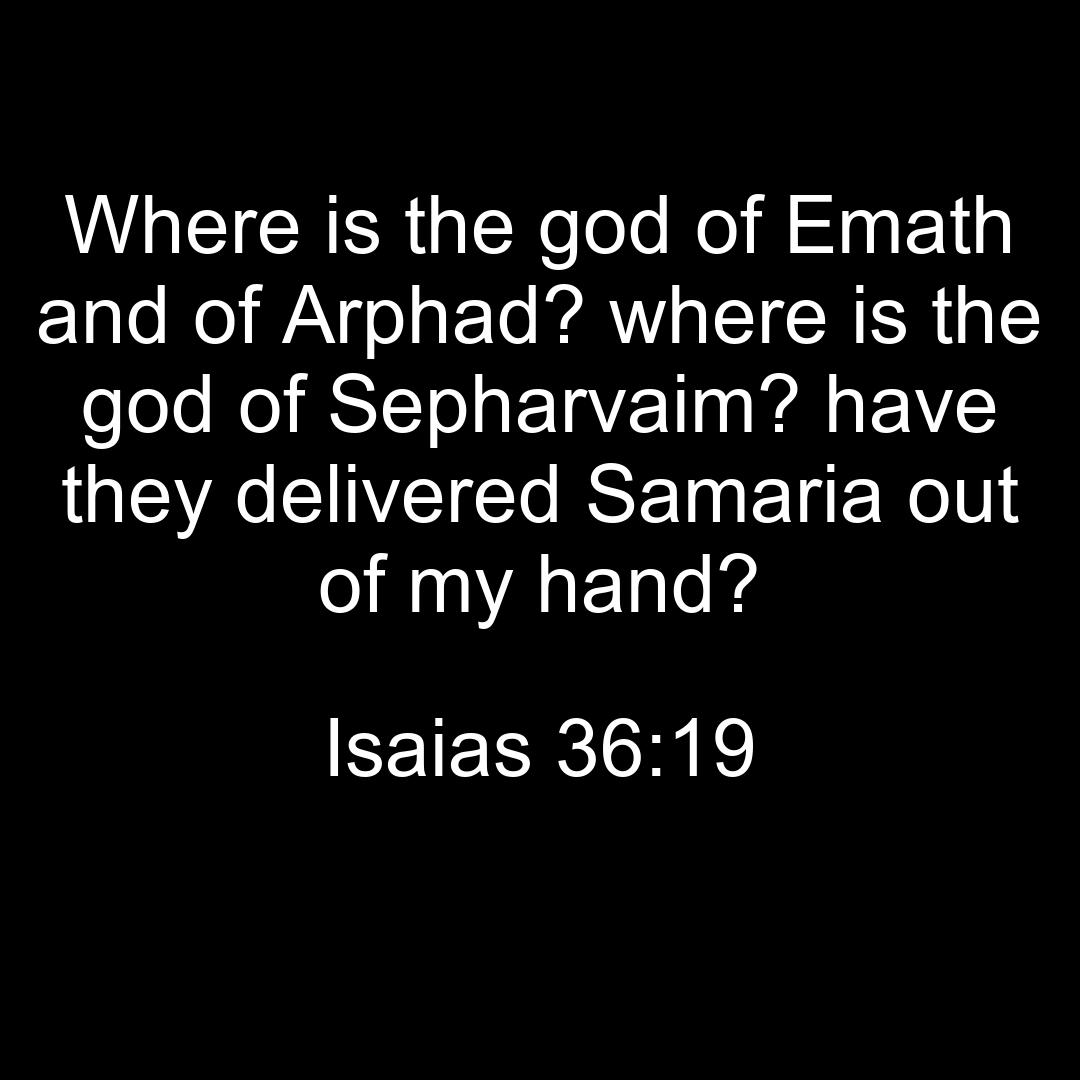 Where is the god of Emath
and of Arphad? where is the
god of Sepharvaim? have
they delivered Samaria out
of my hand?
Isaias 36:19